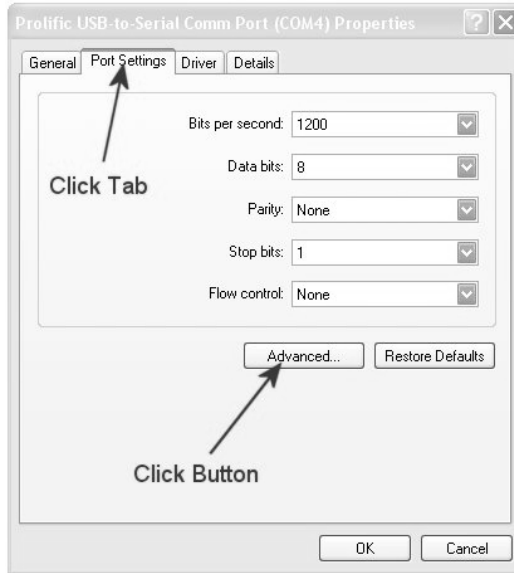 Prolific USB-to-Serial Comm Port (COM4) Properties
General Port Settings Driver Details
Bits per second: 1200
Data bits: 8
Click Tab
Parity: None
Stop bits: 1
Flow control: None
Advanced... Restore Defaults
Click Button
OK Cancel